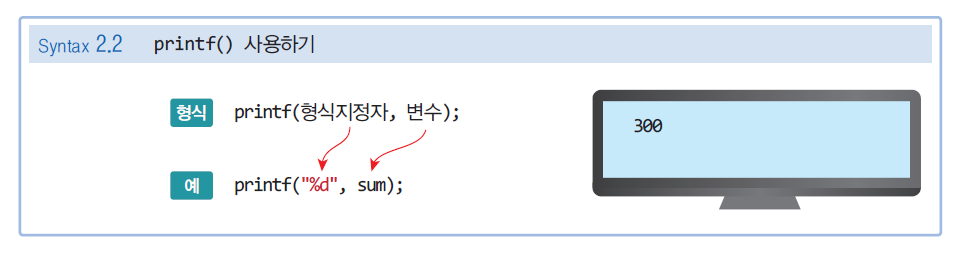 Syntax 2.2 printf() 사용하기
형식 printf(형식지정자, 변수);
300
예 printf("%d", sum);